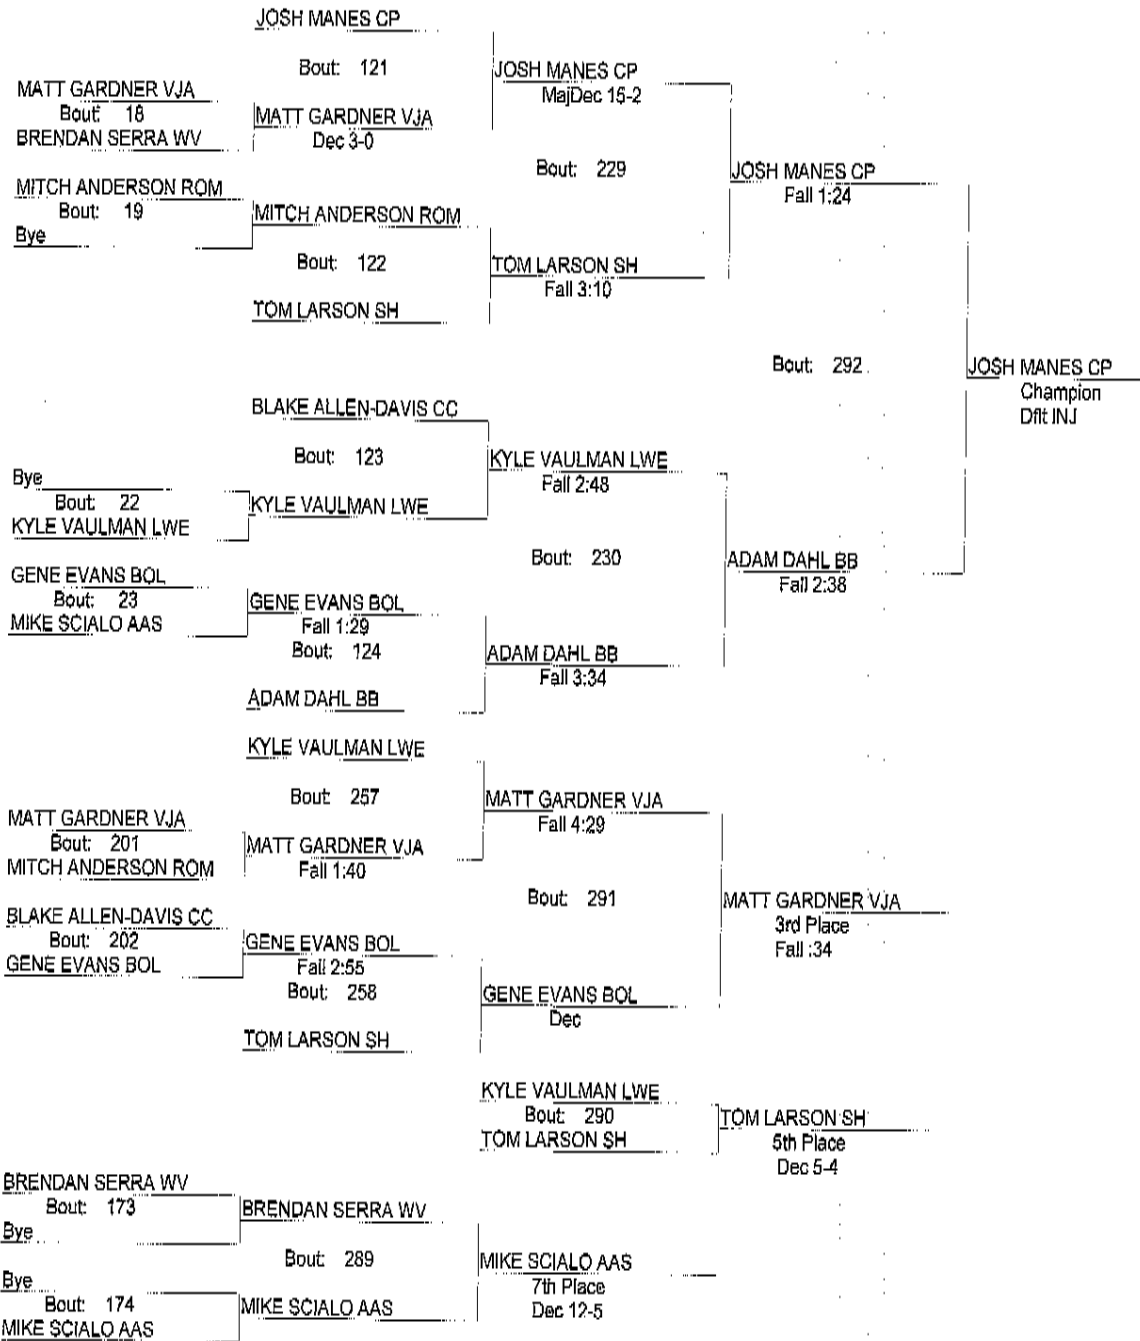 JOSH MANES CP
Bout: 121
JOSH MANES CP
MajDec 15-2
MATT GARDNER VJA
Bout: 18
MATT GARDNER VJA
Dec 3-0
BRENDAN SERRA WV
Bout: 229
JOSH MANES CP
Fall 1:24
MITCH ANDERSON ROM
Bout: 19
MITCH ANDERSON ROM
Bye
Bout: 122
TOM LARSON SH
Fall 3:10
TOM LARSON SH
Bout: 292
JOSH MANES CP
Champion
Dflt INJ
BLAKE ALLEN-DAVIS CC
Bout: 123
KYLE VAULMAN LWE
Fall 2:48
Bye
Bout: 22
KYLE VAULMAN LWE
KYLE VAULMAN LWE
Bout: 230
ADAM DAHL BB
Fall 2:38
GENE EVANS BOL
Bout: 23
GENE EVANS BOL
Fall 1:29
MIKE SCIALO AAS
Bout: 124
ADAM DAHL BB
Fall 3:34
ADAM DAHL BB
KYLE VAULMAN LWE
Bout: 257
MATT GARDNER VJA
Fall 4:29
MATT GARDNER VJA
Bout: 201
MATT GARDNER VJA
Fall 1:40
MITCH ANDERSON ROM
Bout: 291
MATT GARDNER VJA
3rd Place
Fall :34
BLAKE ALLEN-DAVIS CC
Bout: 202
GENE EVANS BOL
Fall 2:55
GENE EVANS BOL
Bout: 258
GENE EVANS BOL
Dec
TOM LARSON SH
KYLE VAULMAN LWE
Bout: 290
TOM LARSON SH
TOM LARSON SH
5th Place
Dec 5-4
BRENDAN SERRA WV
Bout: 173
BRENDAN SERRA WV
Bye
Bout: 289
MIKE SCIALO AAS
7th Place
Dec 12-5
Bye
Bout: 174
MIKE SCIALO AAS
MIKE SCIALO AAS